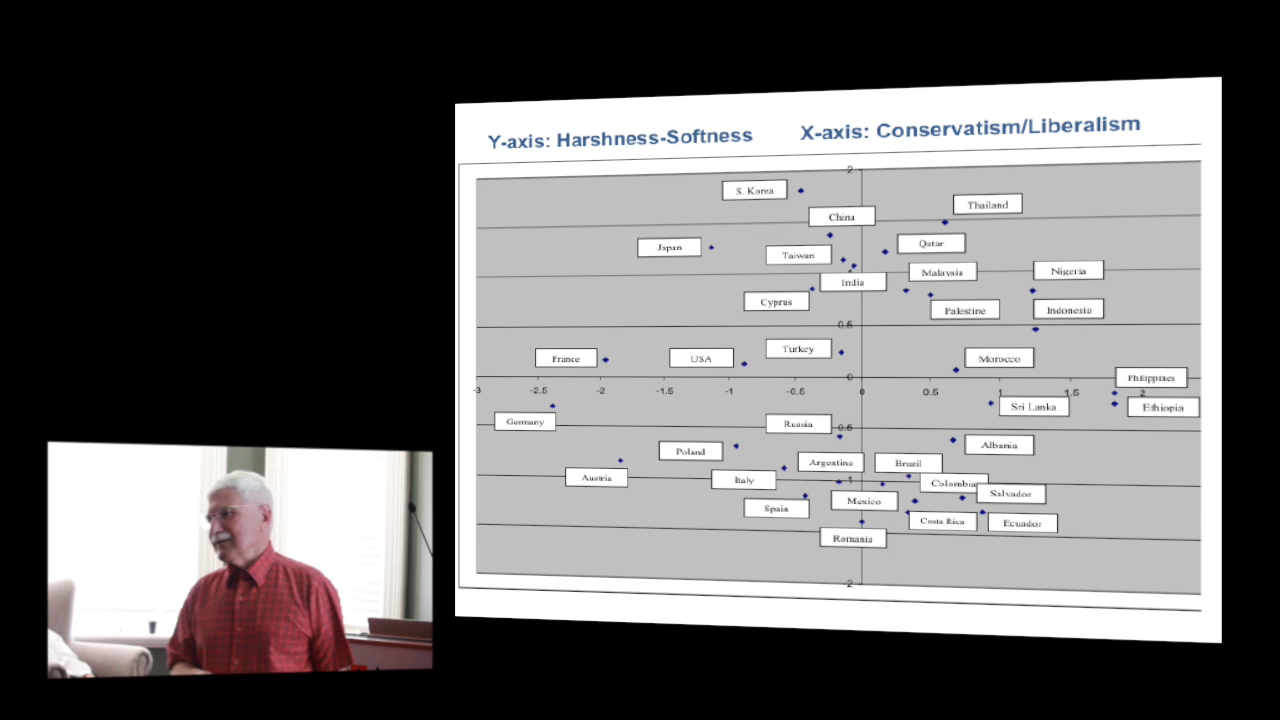 Y-axis: Harshness-Softness X-axis: Conservatism/Liberalism
2
S. Korea
Thailand
China
Qatar
Japan
Taiwan
Malaysia
Nigeria
1
India
Cyprus
Palestine
Indonesia
0.5
Turkey
France
USA
Morocco
Philippines
0
-3 -2.5 -2 -1.5 -1 -0.5 0 0.5 1 1.5 2
Sri Lanka
Ethiopia
Germany
Russia
0.5
Albania
Poland
Argentina
Brazil
Austria
Italy
1
Colombia
Salvador
Mexico
Spain
Costa Rica
Ecuador
Romania
-2